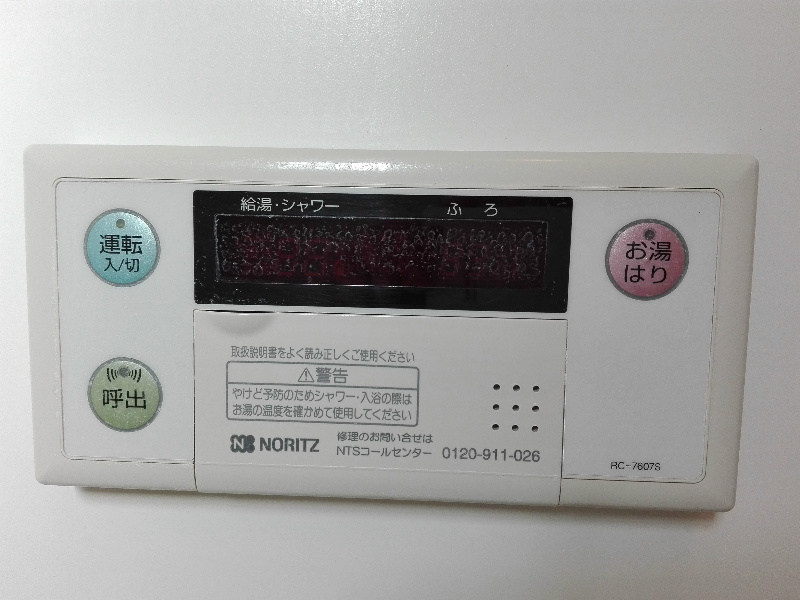 給湯・シャワー
ふろ
運転
入/切
お湯
はり
呼出
取扱説明書をよく読み正しくご使用ください
警告
やけど予防のためシャワー・入浴の際は
お湯の温度を確かめて使用してください
NORITZ
修理のお問い合せは
NTSコールセンター 0120-911-026
RC-7607S